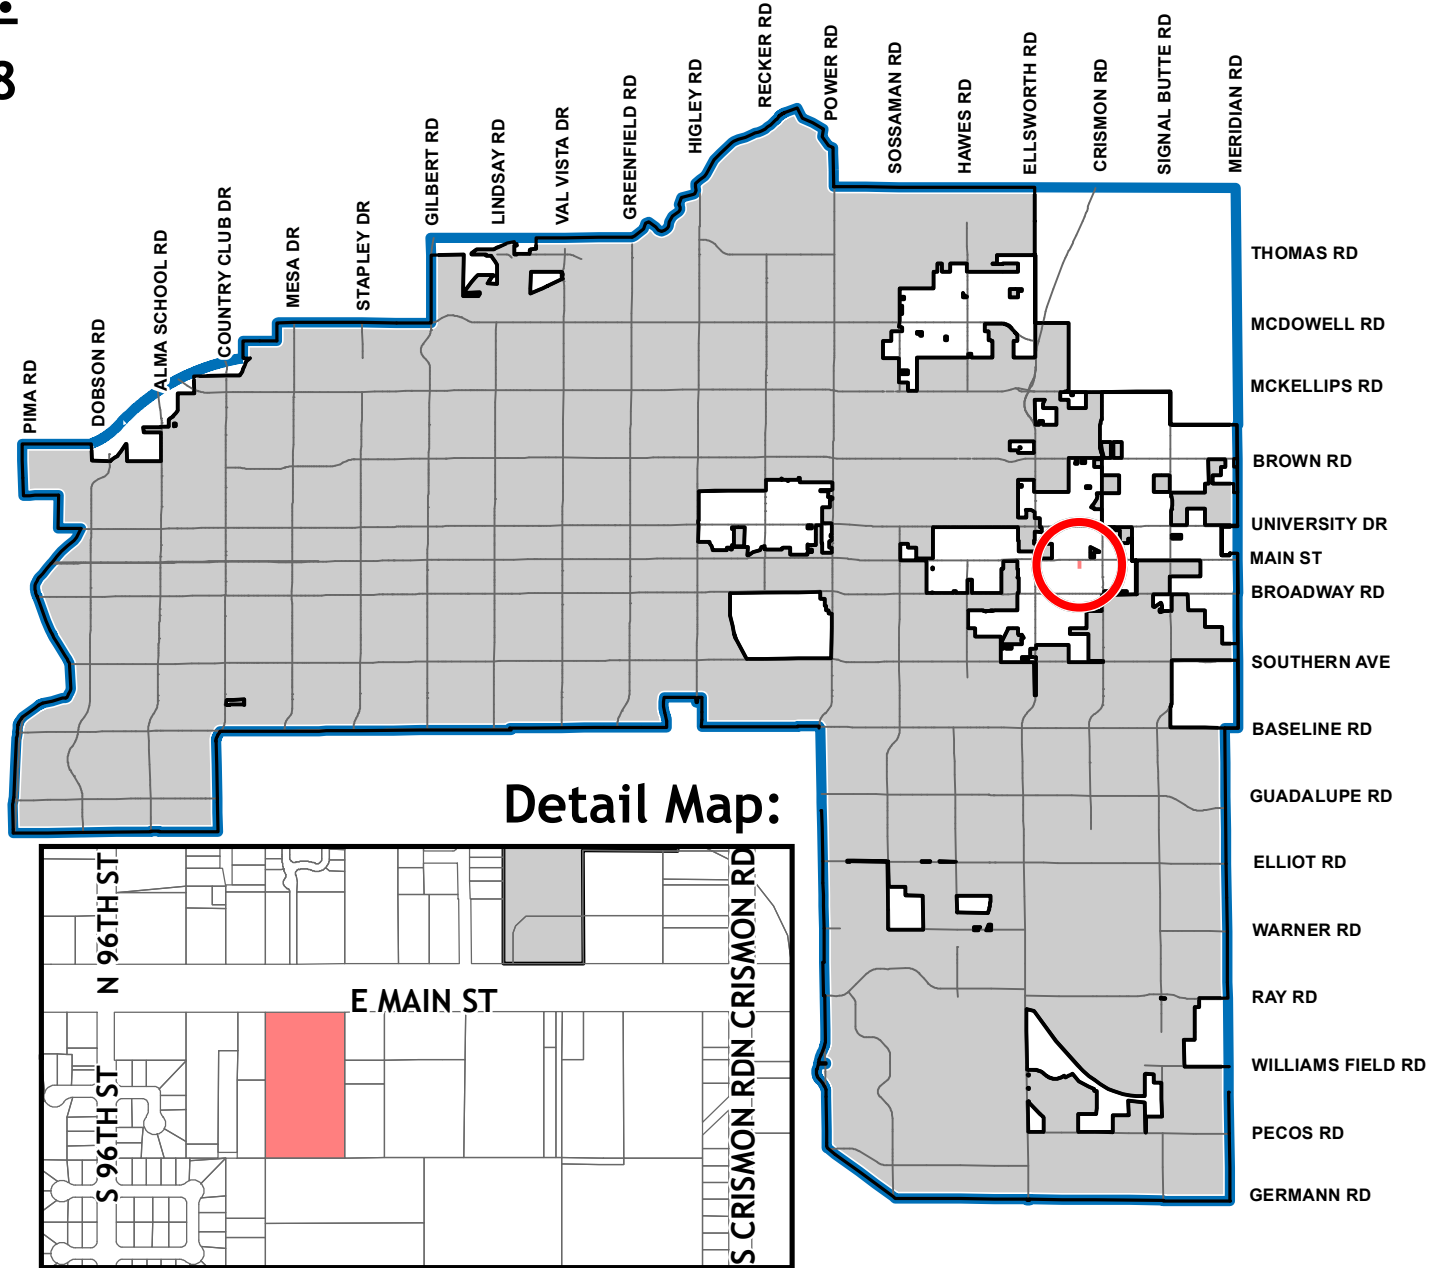 :
8
PIMA RD
DOBSON RD
ALMA SCHOOL RD
COUNTRY CLUB DR
MESA DR
STAPLEY DR
GILBERT RD
LINDSAY RD
VAL VISTA DR
GREENFIELD RD
HIGLEY RD
RECKER RD
POWER RD
SOSSAMAN RD
HAWES RD
ELLSWORTH RD
CRISMON RD
SIGNAL BUTTE RD
MERIDIAN RD
THOMAS RD
MCDOWELL RD
MCKELLIPS RD
BROWN RD
UNIVERSITY DR
MAIN ST
BROADWAY RD
SOUTHERN AVE
BASELINE RD
GUADALUPE RD
ELLIOT RD
WARNER RD
RAY RD
WILLIAMS FIELD RD
PECOS RD
GERMANN RD
Detail Map:
N 96TH ST
S 96TH ST
E MAIN ST
N CRISMON RD
S CRISMON RD